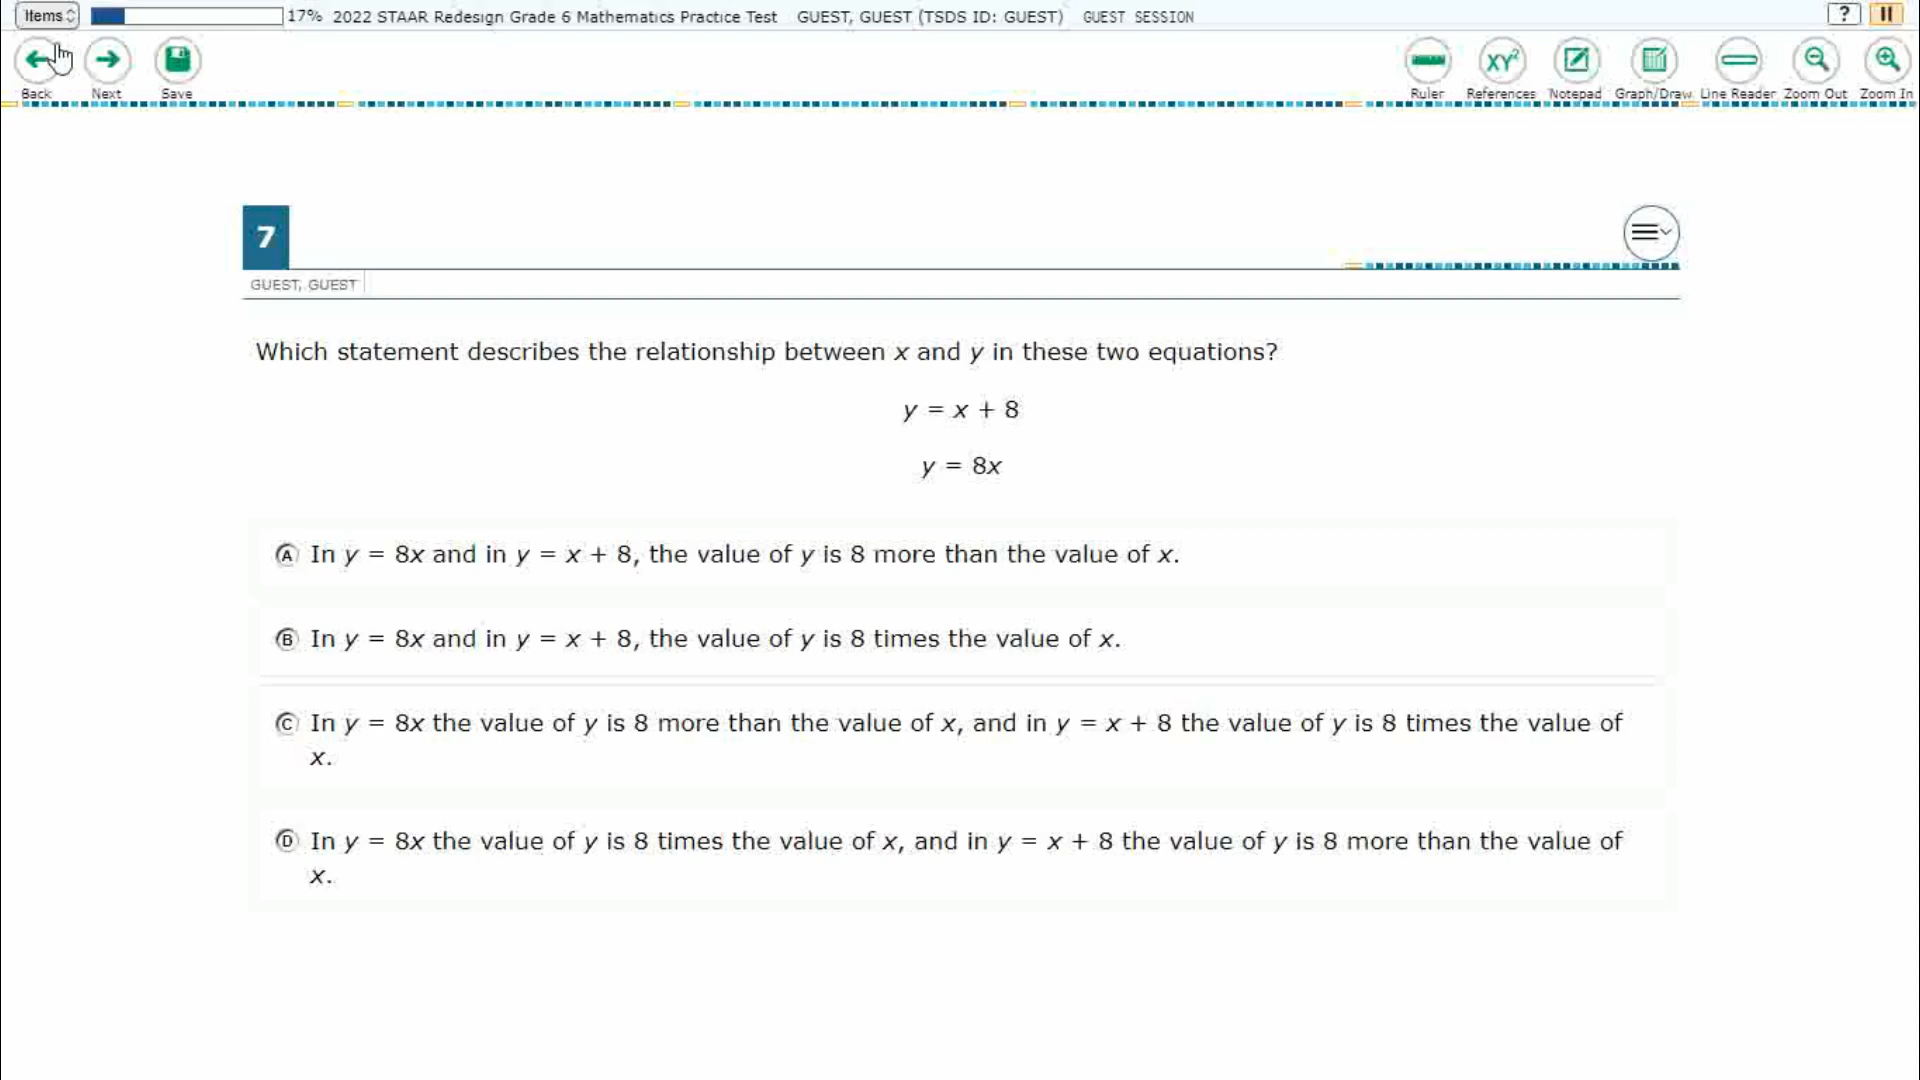 Items 17% 2022 STAAR Redesign Grade 6 Mathematics Practice Test GUEST, GUEST (TSDS ID: GUEST) GUEST SESSION ?
XY²
Back Next Save Ruler References Notepad Graph/Draw Line Reader Zoom Out Zoom In
7
GUEST, GUEST
Which statement describes the relationship between x and y in these two equations?
y = x + 8
y = 8x
A In y = 8x and in y = x + 8, the value of y is 8 more than the value of x.
B In y = 8x and in y = x + 8, the value of y is 8 times the value of x.
C In y = 8x the value of y is 8 more than the value of x, and in y = x + 8 the value of y is 8 times the value of
x.
D In y = 8x the value of y is 8 times the value of x, and in y = x + 8 the value of y is 8 more than the value of
x.